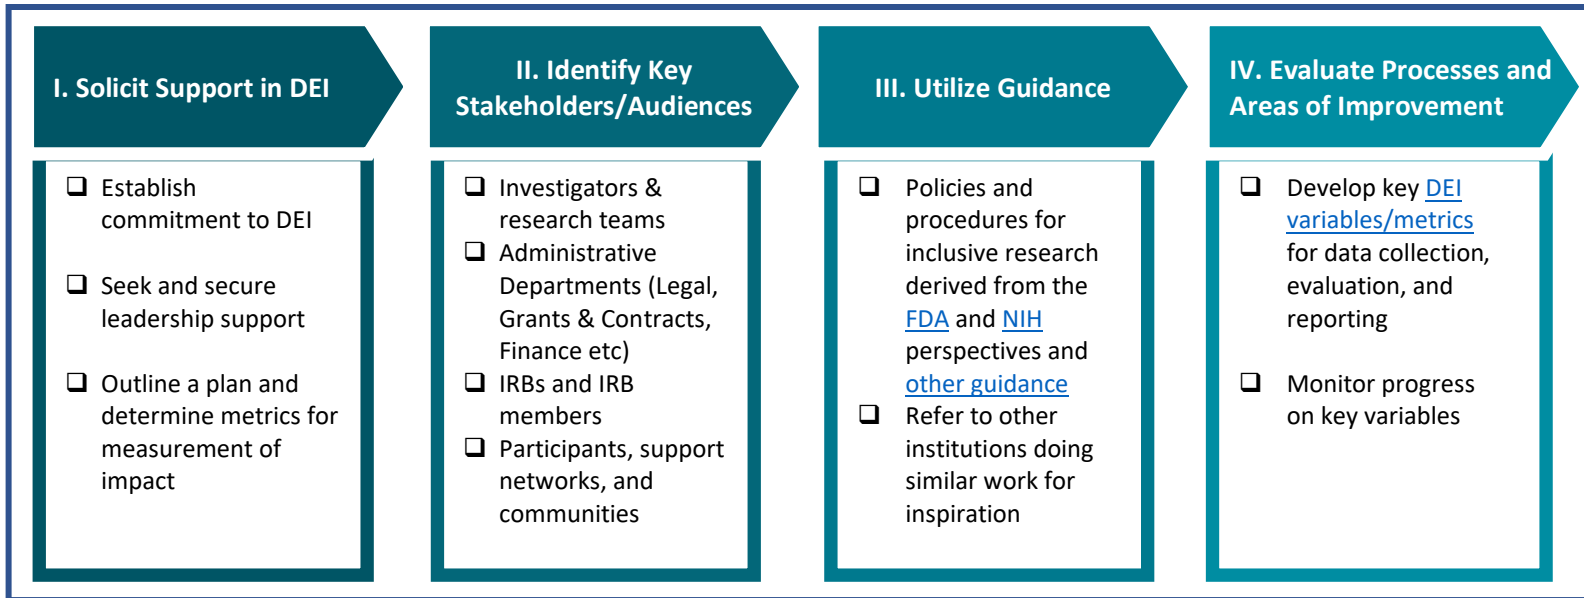 I. Solicit Support in DEI
❑ Establish
commitment to DEI
❑ Seek and secure
leadership support
❑ Outline a plan and
determine metrics for
measurement of
impact
II. Identify Key
Stakeholders/Audiences
❑ Investigators &
research teams
❑ Administrative
Departments (Legal,
Grants & Contracts,
Finance etc)
❑ IRBs and IRB
members
❑ Participants, support
networks, and
communities
III. Utilize Guidance
❑ Policies and
procedures for
inclusive research
derived from the
FDA and NIH
perspectives and
other guidance
❑ Refer to other
institutions doing
similar work for
inspiration
IV. Evaluate Processes and
Areas of Improvement
❑ Develop key DEI
variables/metrics
for data collection,
evaluation, and
reporting
❑ Monitor progress
on key variables